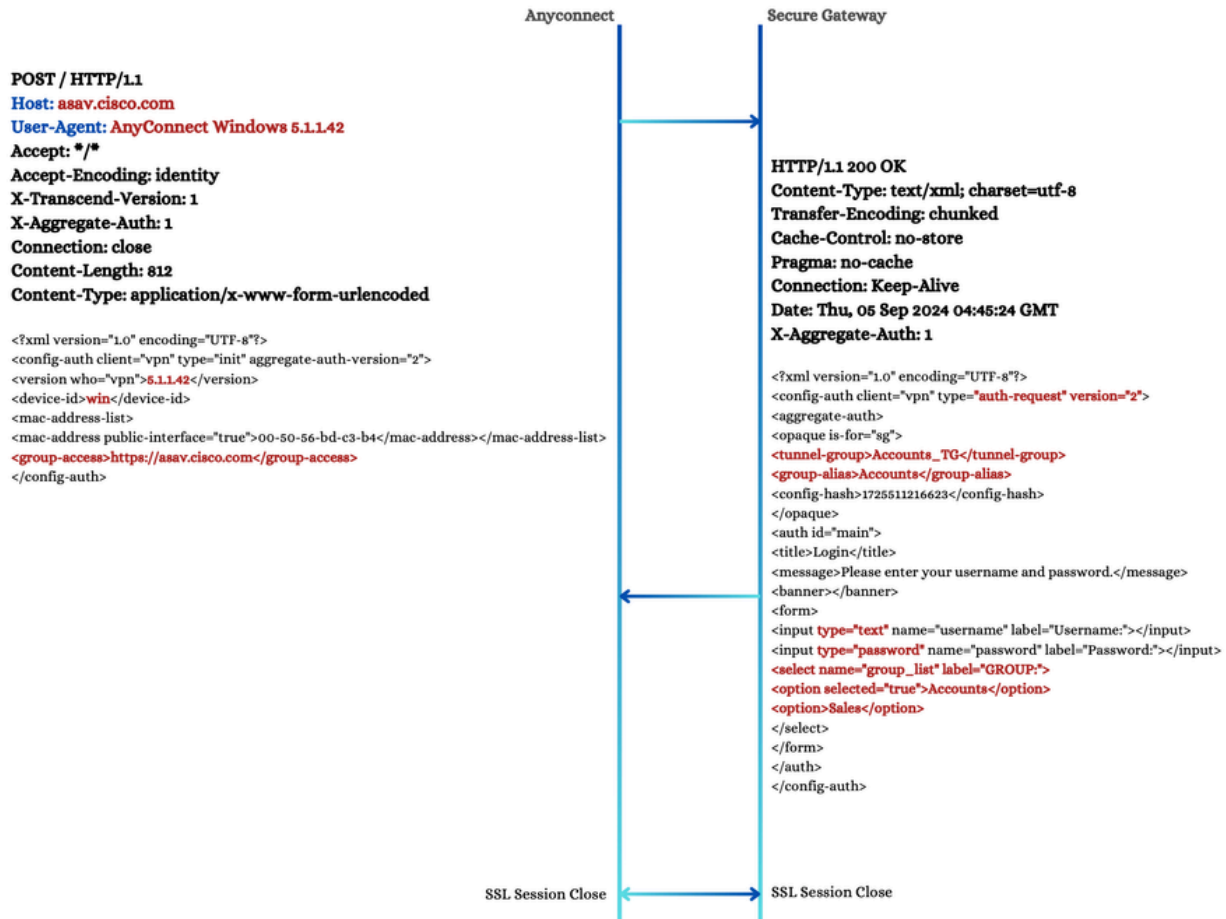 Anyconnect
Secure Gateway
POST / HTTP/1.1
Host: asav.cisco.com
User-Agent: AnyConnect Windows 5.1.1.42
Accept: */*
Accept-Encoding: identity
X-Transcend-Version: 1
X-Aggregate-Auth: 1
Connection: close
Content-Length: 812
Content-Type: application/x-www-form-urlencoded
<?xml version="1.0" encoding="UTF-8"?>
<config-auth client="vpn" type="init" aggregate-auth-version="2">
<version who="vpn">5.1.1.42</version>
<device-id>win</device-id>
<mac-address-list>
<mac-address public-interface="true">00-50-56-bd-c3-b4</mac-address></mac-address-list>
<group-access>https://asav.cisco.com</group-access>
</config-auth>
HTTP/1.1 200 OK
Content-Type: text/xml; charset=utf-8
Transfer-Encoding: chunked
Cache-Control: no-store
Pragma: no-cache
Connection: Keep-Alive
Date: Thu, 05 Sep 2024 04:45:24 GMT
X-Aggregate-Auth: 1
<?xml version="1.0" encoding="UTF-8"?>
<config-auth client="vpn" type="auth-request" version="2">
<aggregate-auth>
<opaque is-for="sg">
<tunnel-group>Accounts_TG</tunnel-group>
<group-alias>Accounts</group-alias>
<config-hash>1725511216623</config-hash>
</opaque>
<auth id="main">
<title>Login</title>
<message>Please enter your username and password.</message>
<banner></banner>
<form>
<input type="text" name="username" label="Username:"></input>
<input type="password" name="password" label="Password:"></input>
<select name="group_list" label="GROUP:">
<option selected="true">Accounts</option>
<option>Sales</option>
</select>
</form>
</auth>
</config-auth>
SSL Session Close
SSL Session Close